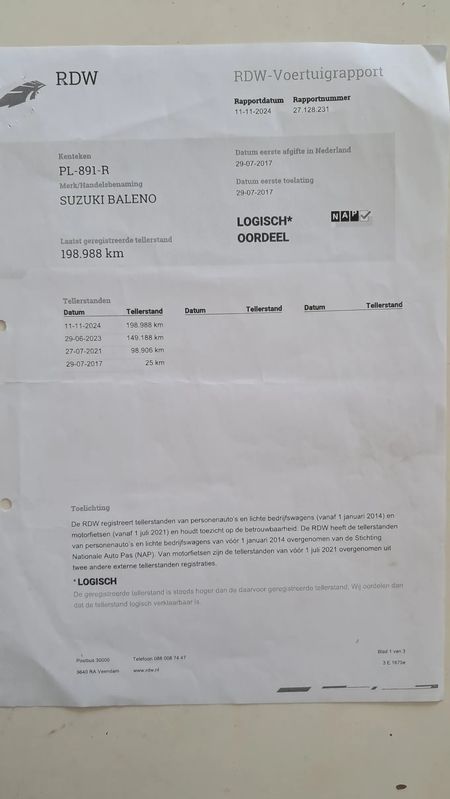 RDW
RDW-Voertuigrapport
Rapportdatum Rapportnummer
11-11-2024 27.128.231
Kenteken
PL-891-R
Merk/Handelsbenaming
SUZUKI BALENO
Datum eerste afgifte in Nederland
29-07-2017
Datum eerste toelating
29-07-2017
LOGISCH*
OORDEEL
NAP
Laatst geregistreerde tellerstand
198.988 km
Tellerstanden
Datum Tellerstand Datum Tellerstand Datum Tellerstand
11-11-2024 198.988 km
29-06-2023 149.188 km
27-07-2021 98.906 km
29-07-2017 25 km
Toelichting
De RDW registreert tellerstanden van personenauto's en lichte bedrijfswagens (vanaf 1 januari 2014) en
motorfietsen (vanaf 1 juli 2021) en houdt toezicht op de betrouwbaarheid. De RDW heeft de tellerstanden
van personenauto's en lichte bedrijfswagens van vóór 1 januari 2014 overgenomen van de Stichting
Nationale Auto Pas (NAP). Van motorfietsen zijn de tellerstanden van vóór 1 juli 2021 overgenomen uit
twee andere externe tellerstanden registraties.
*LOGISCH
De geregistreerde tellerstand is steeds hoger dan de daarvoor geregistreerde tellerstand. Wij oordelen dan
dat de tellerstand logisch verklaarbaar is.
Postbus 30000 Telefoon 088 008 74 47
9640 RA Veendam www.rdw.nl
Blad 1 van 3
3 E 1670e